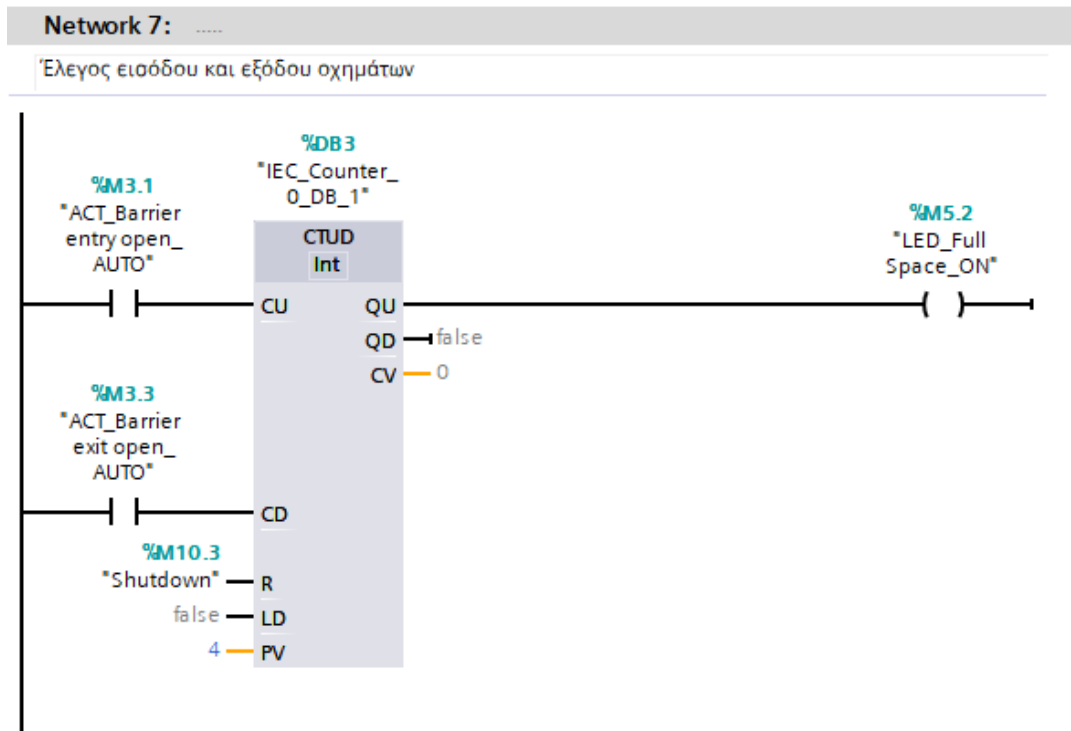 Network 7: .....
Έλεγος εισόδου και εξόδου οχημάτων
%DB3
"IEC_Counter_
0_DB_1"
%M3.1
"ACT_Barrier
entry open_
AUTO"
CTUD
Int
%M5.2
"LED_Full
Space_ON"
CU
QU
QD
false
CV
0
%M3.3
"ACT_Barrier
exit open_
AUTO"
CD
%M10.3
"Shutdown"
R
false
LD
4
PV